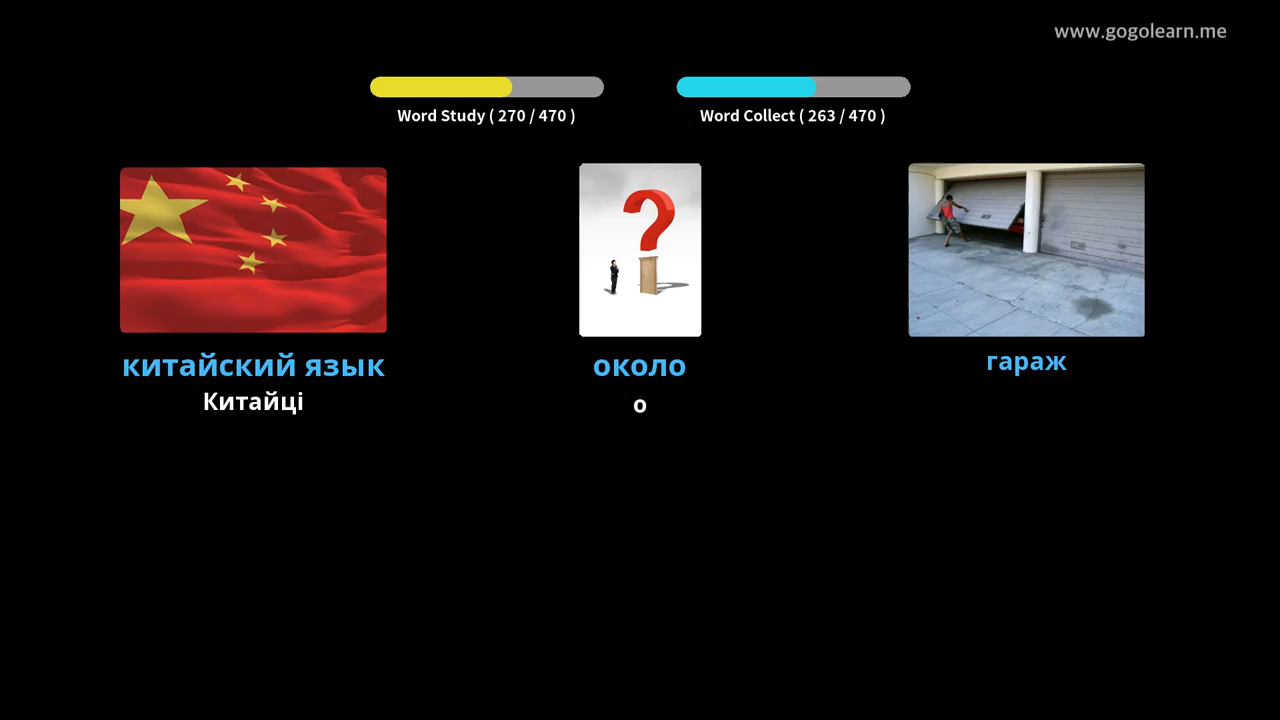 www.gogolearn.me
Word Study ( 270 / 470 )
Word Collect ( 263 / 470 )
китайский язык
Китайці
около
о
гараж